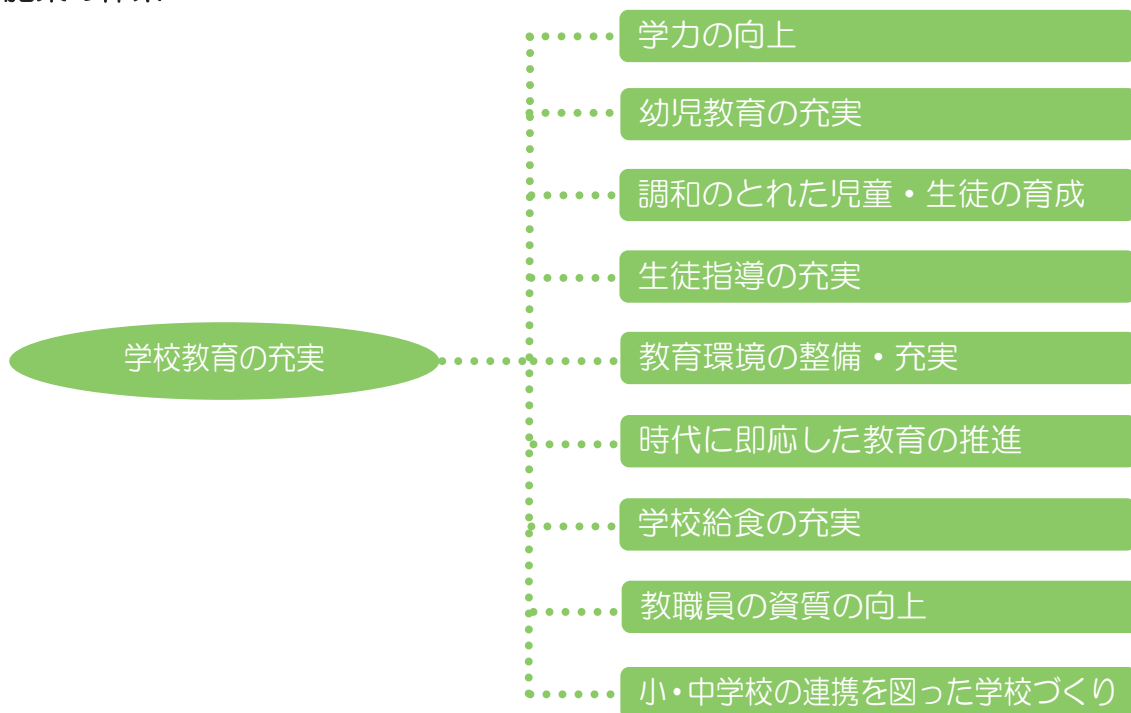 学力の向上
幼児教育の充実
調和のとれた児童・生徒の育成
生徒指導の充実
学校教育の充実
教育環境の整備・充実
時代に即応した教育の推進
学校給食の充実
教職員の資質の向上
小・中学校の連携を図った学校づくり